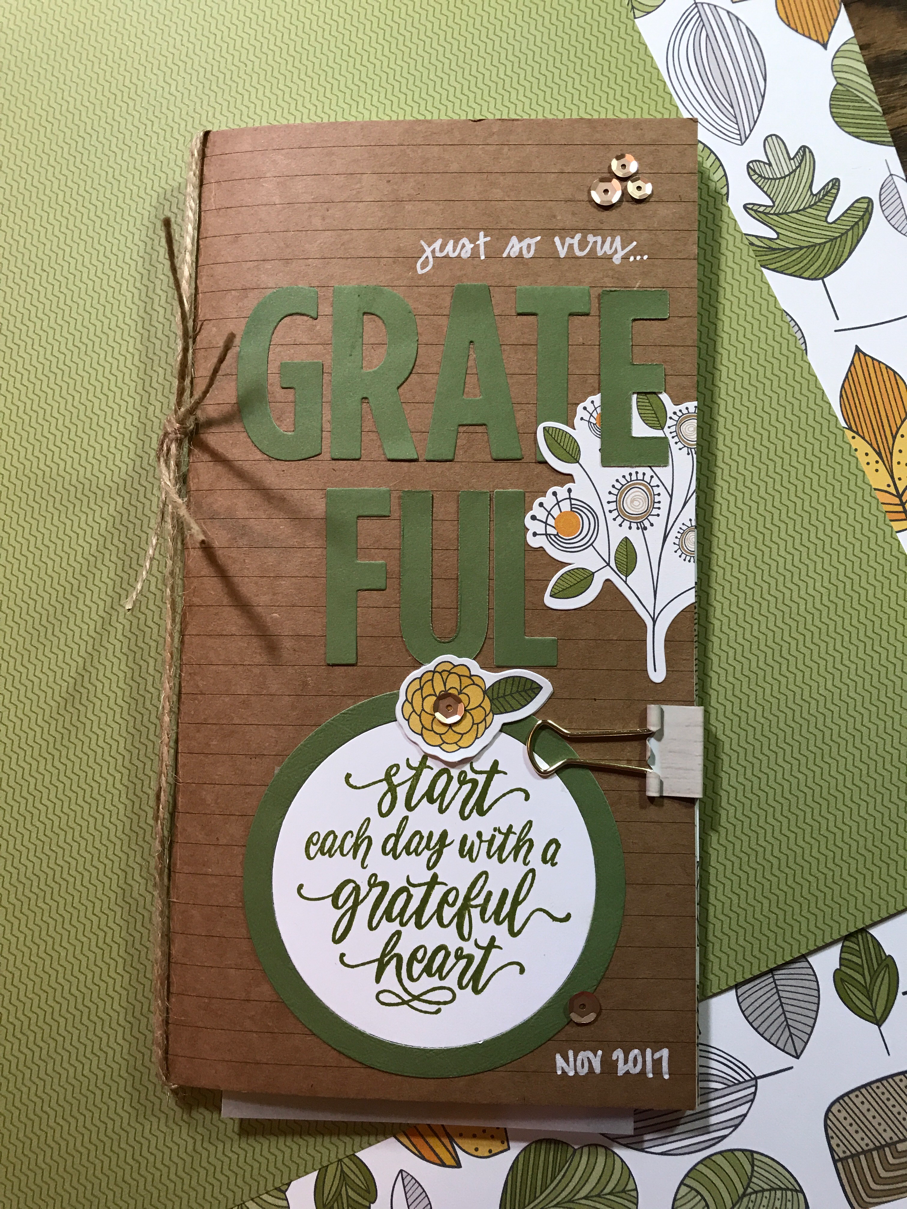 just so very...
GRATE
FUL
start
each day with a
grateful
heart
NOV 2017